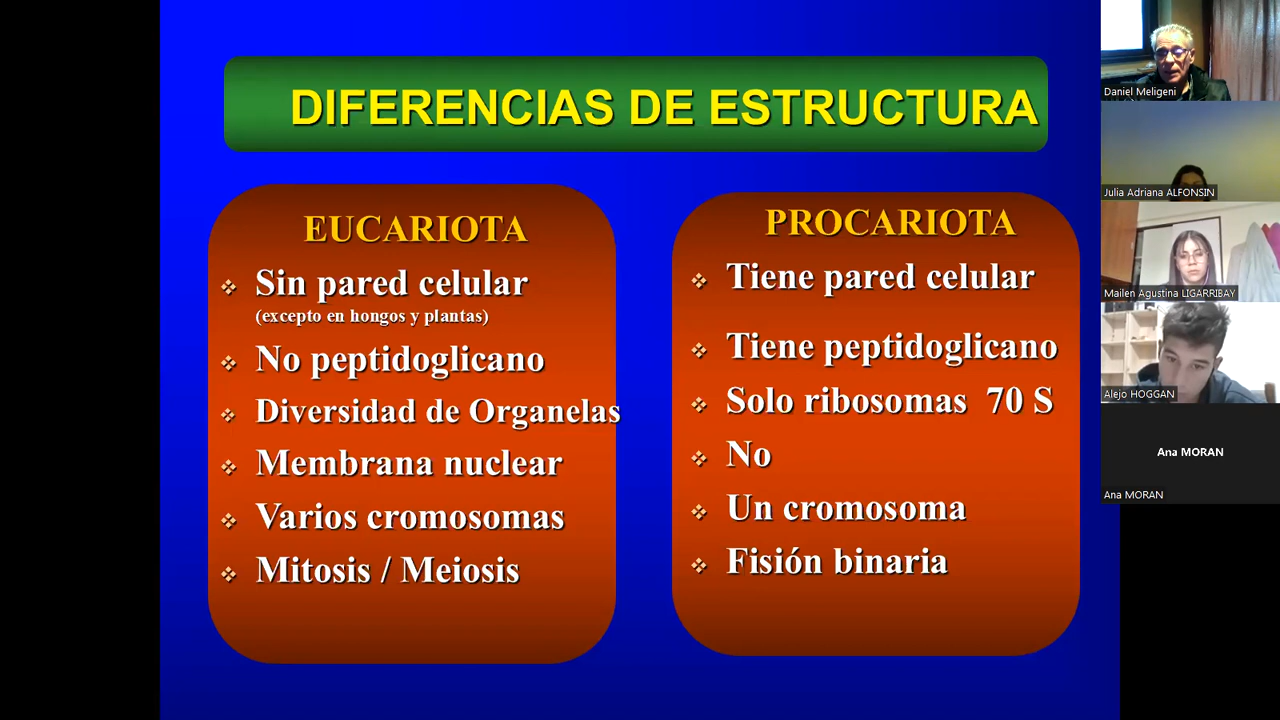 DIFERENCIAS DE ESTRUCTURA
EUCARIOTA
Sin pared celular
(excepto en hongos y plantas)
No peptidoglicano
Diversidad de Organelas
Membrana nuclear
Varios cromosomas
Mitosis / Meiosis
PROCARIOTA
Tiene pared celular
Tiene peptidoglicano
Solo ribosomas 70 S
No
Un cromosoma
Fisión binaria
Daniel Meligeni
Julia Adriana ALFONSIN
Mailen Agustina LIGARRIBAY
Alejo HOGGAN
Ana MORAN
Ana MORAN